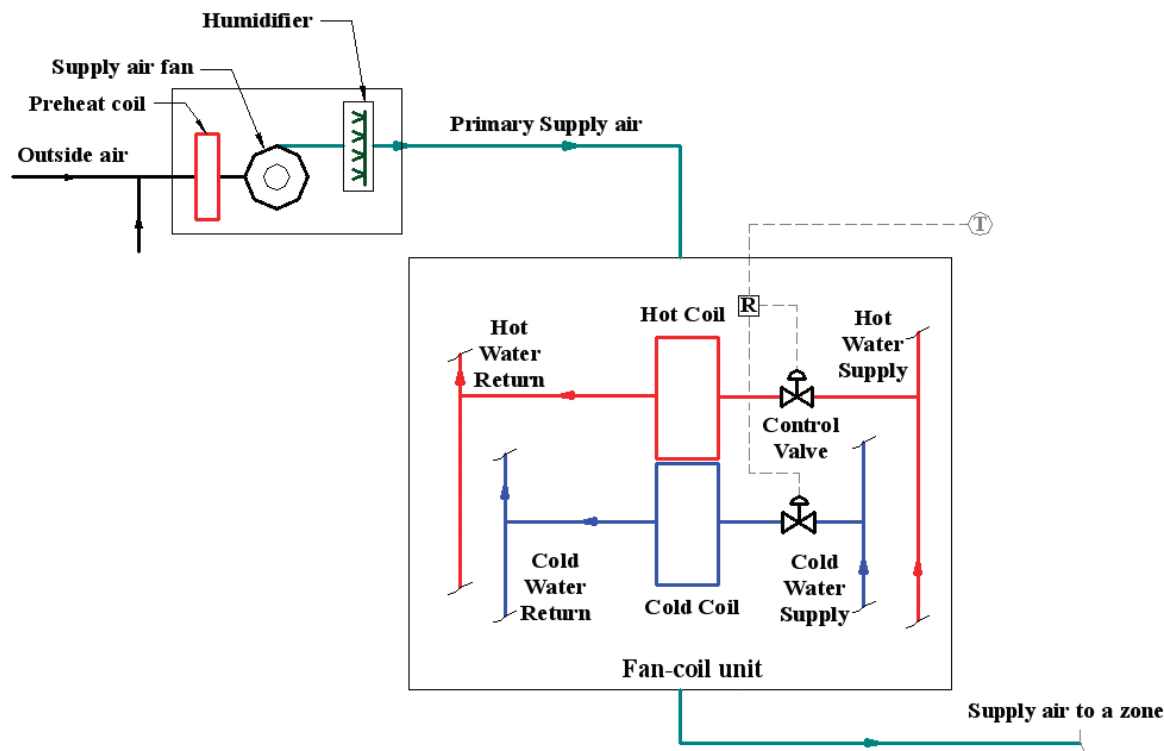 Humidifier
Supply air fan
Preheat coil
Outside air
Primary Supply air
T
R
Hot Coil
Hot
Water
Return
Hot
Water
Supply
Control
Valve
Cold
Water
Return
Cold Coil
Cold
Water
Supply
Fan-coil unit
Supply air to a zone